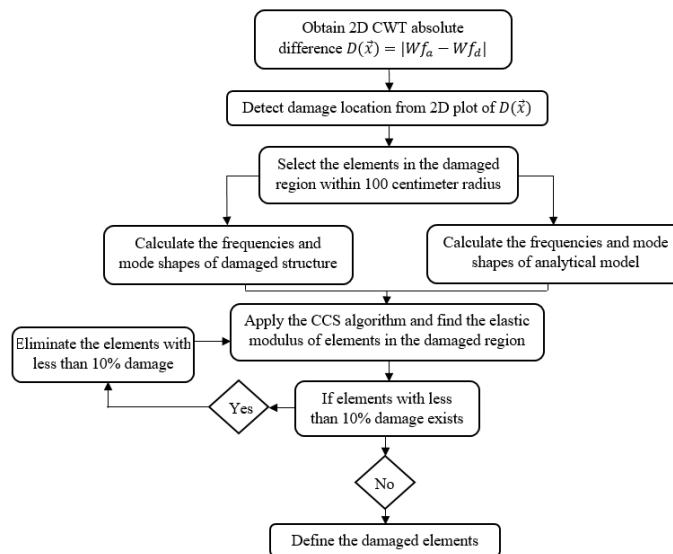 Obtain 2D CWT absolute
difference D(x⃗) = |Wfₐ − Wf_d|
Detect damage location from 2D plot of D(x⃗)
Select the elements in the damaged
region within 100 centimeter radius
Calculate the frequencies and
mode shapes of damaged structure
Calculate the frequencies and mode
shapes of analytical model
Apply the CCS algorithm and find the elastic
modulus of elements in the damaged region
Eliminate the elements with
less than 10% damage
If elements with less
than 10% damage exists
Yes
No
Define the damaged elements